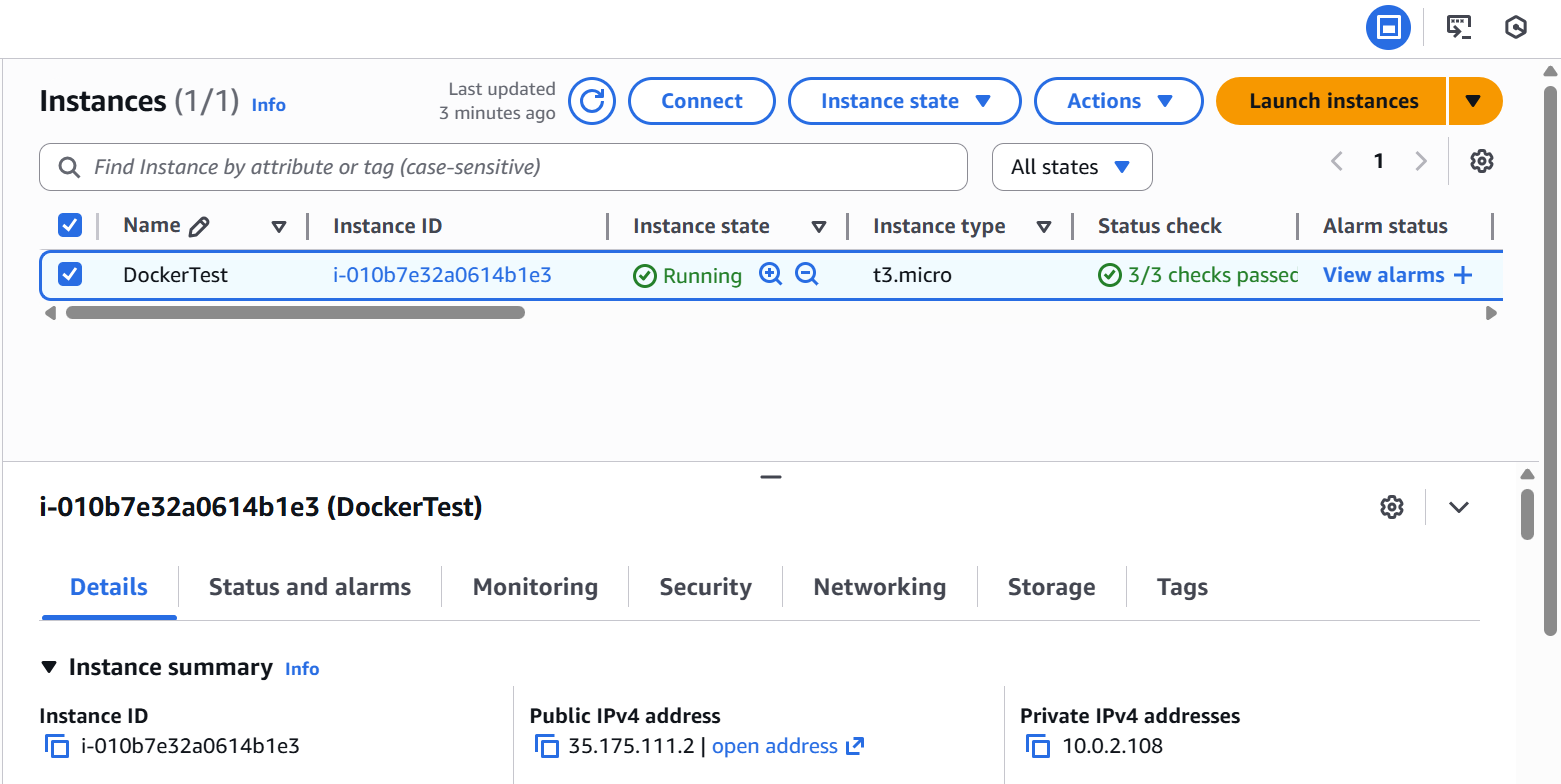 Instances (1/1) Info
Last updated
3 minutes ago
Connect
Instance state
Actions
Launch instances
Find Instance by attribute or tag (case-sensitive)
All states
1
Name Instance ID Instance state Instance type Status check Alarm status
DockerTest i-010b7e32a0614b1e3 Running t3.micro 3/3 checks passed View alarms +
i-010b7e32a0614b1e3 (DockerTest)
Details Status and alarms Monitoring Security Networking Storage Tags
Instance summary Info
Instance ID
i-010b7e32a0614b1e3
Public IPv4 address
35.175.111.2 | open address
Private IPv4 addresses
10.0.2.108